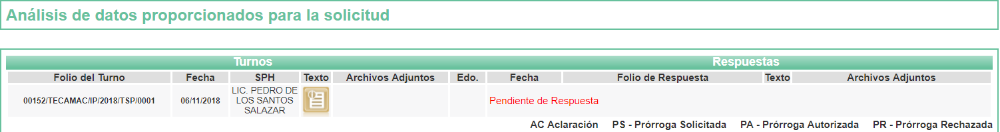 Análisis de datos proporcionados para la solicitud
Turnos Respuestas
Folio del Turno Fecha SPH Texto Archivos Adjuntos Edo. Fecha Folio de Respuesta Texto Archivos Adjuntos
00152/TECAMAC/IP/2018/TSP/0001 06/11/2018 LIC. PEDRO DE LOS SANTOS SALAZAR Pendiente de Respuesta
AC Aclaración PS - Prórroga Solicitada PA - Prórroga Autorizada PR - Prórroga Rechazada